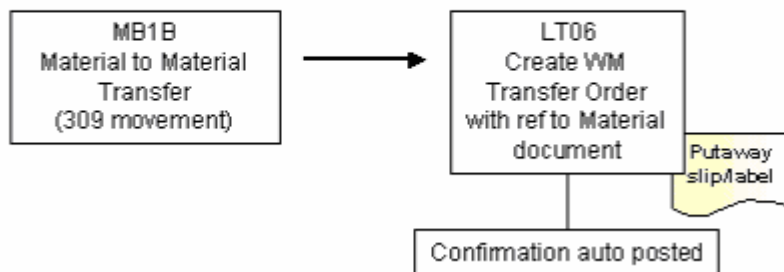 MB1B
Material to Material
Transfer
(309 movement)
LT06
Create WM
Transfer Order
with ref to Material
document
Putaway
slip/label
Confirmation auto posted